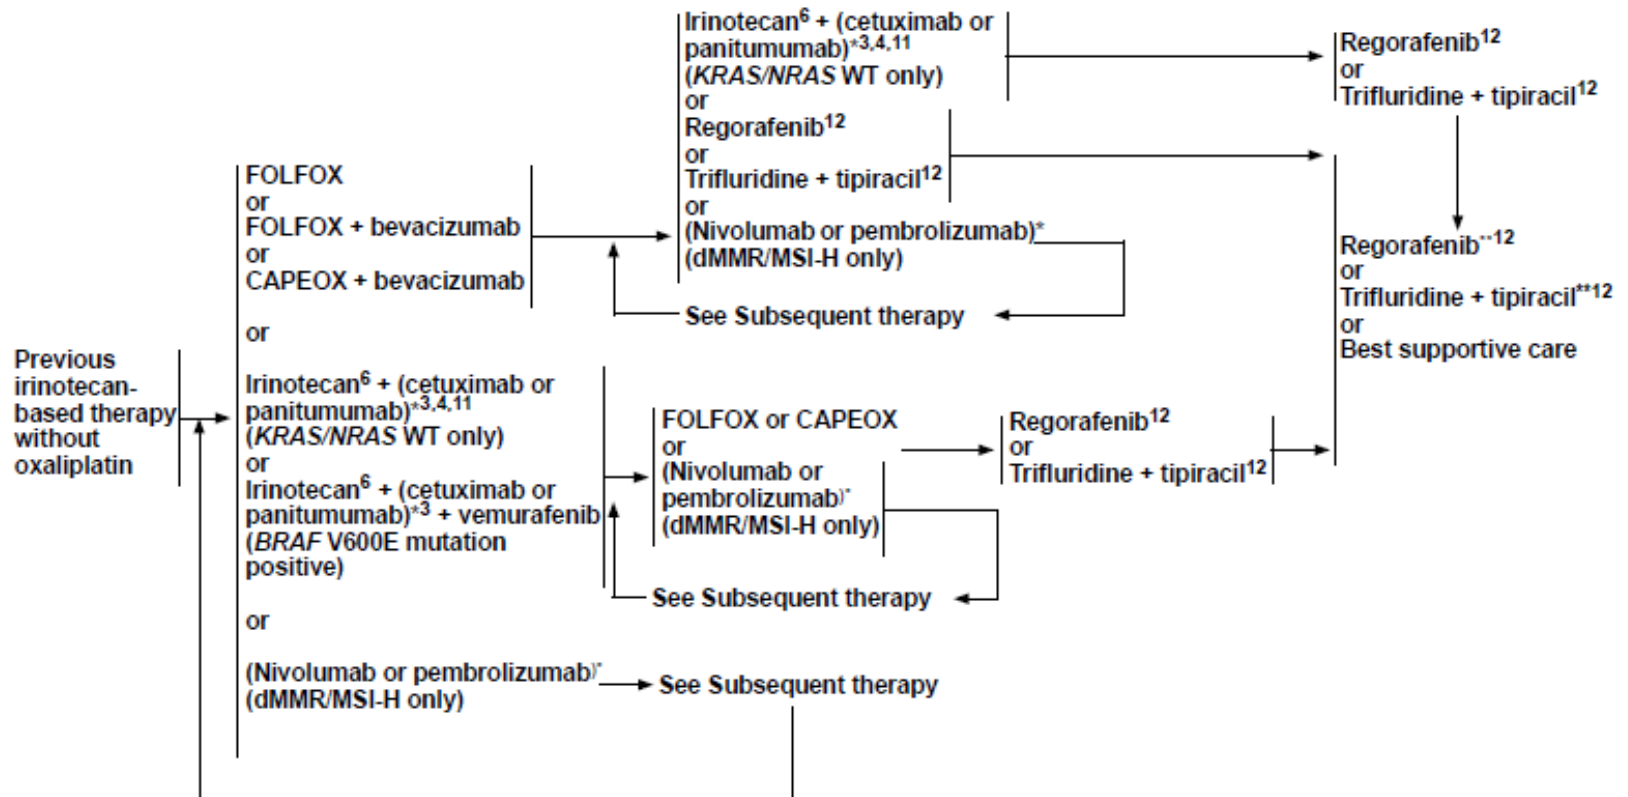 Previous
irinotecan-
based therapy
without
oxaliplatin
FOLFOX
or
FOLFOX + bevacizumab
or
CAPEOX + bevacizumab
or
Irinotecan⁶ + (cetuximab or
panitumumab)*³,⁴,¹¹
(KRAS/NRAS WT only)
or
Irinotecan⁶ + (cetuximab or
panitumumab)*³ + vemurafenib
(BRAF V600E mutation
positive)
or
(Nivolumab or pembrolizumab)*
(dMMR/MSI-H only)
Irinotecan⁶ + (cetuximab or
panitumumab)*³,⁴,¹¹
(KRAS/NRAS WT only)
or
Regorafenib¹²
or
Trifluridine + tipiracil¹²
or
(Nivolumab or pembrolizumab)*
(dMMR/MSI-H only)
See Subsequent therapy
FOLFOX or CAPEOX
or
(Nivolumab or
pembrolizumab)*
(dMMR/MSI-H only)
See Subsequent therapy
See Subsequent therapy
Regorafenib¹²
or
Trifluridine + tipiracil¹²
Regorafenib¹²
or
Trifluridine + tipiracil¹²
Regorafenib**¹²
or
Trifluridine + tipiracil**¹²
or
Best supportive care